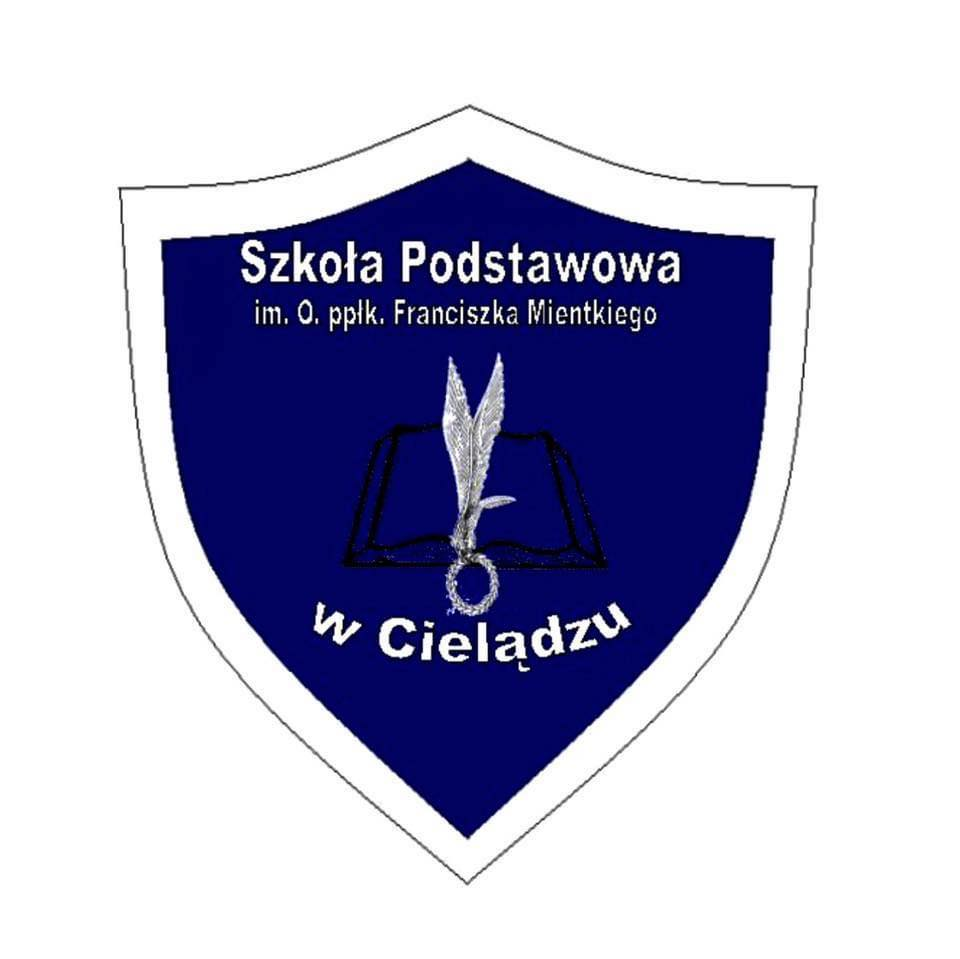 Szkoła Podstawowa
im. O. ppłk. Franciszka Mientkiego
w Cielądzu